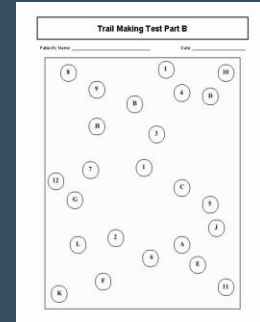 Trail Making Test Part B
Patient's Name: Date:
8 1 10
9 4 D
B
H 3
7 1
12 C
G 5
J
L 2 A
6 E
F
K 11